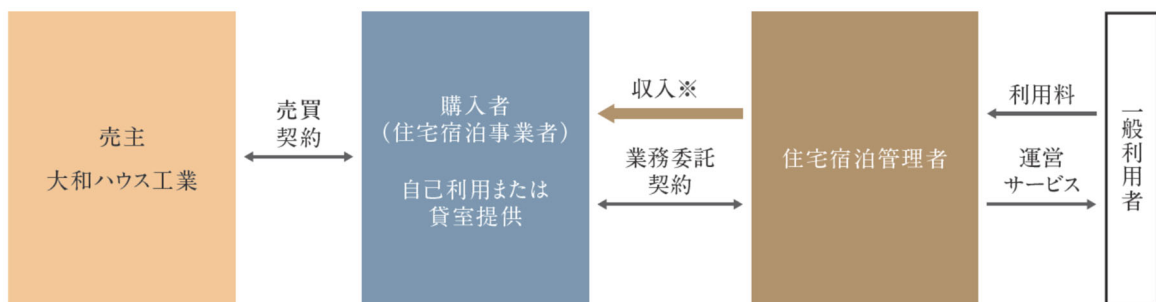 売主
大和ハウス工業
売買
契約
購入者
（住宅宿泊事業者）
自己利用または
貸室提供
収入※
業務委託
契約
住宅宿泊管理者
利用料
運営
サービス
一般利用者